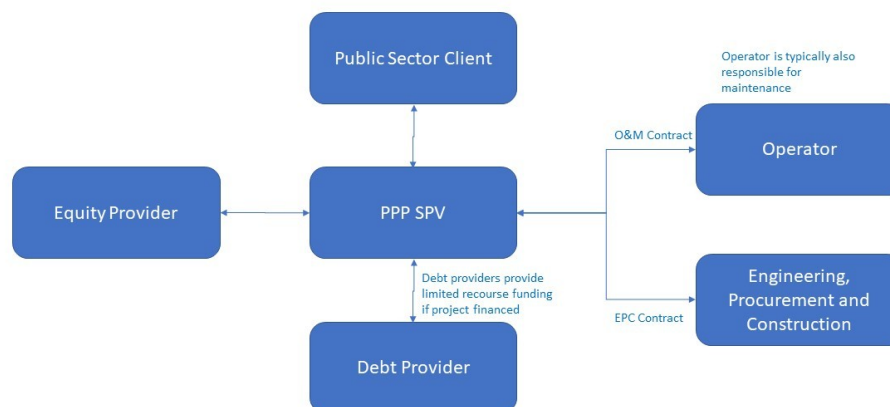 Public Sector Client
Operator is typically also
responsible for
maintenance
O&M Contract
Operator
Equity Provider
PPP SPV
Debt providers provide
limited recourse funding
if project financed
EPC Contract
Engineering,
Procurement and
Construction
Debt Provider